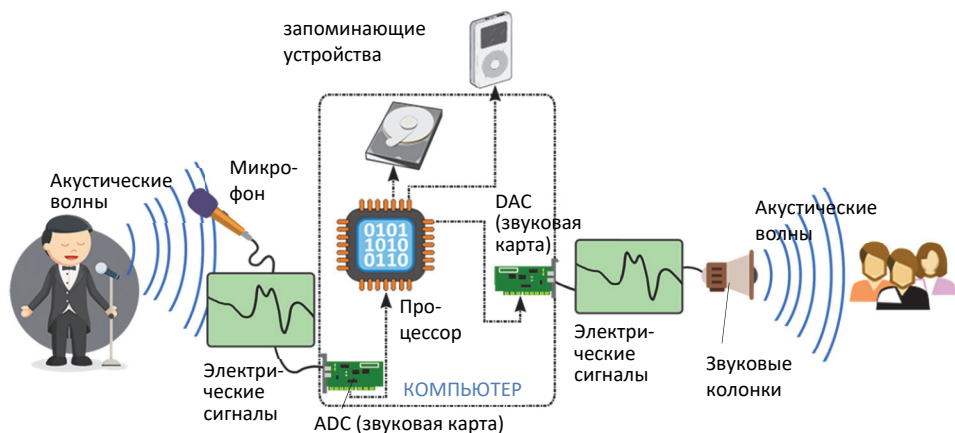 запоминающие
устройства
Акустические
волны
Микро-
фон
0101
1010
0110
Про-
цессор
DAC
(звуковая
карта)
Акустические
волны
Электри-
ческие
сигналы
КОМПЬЮТЕР
ADC (звуковая карта)
Электри-
ческие
сигналы
Звуковые
колонки